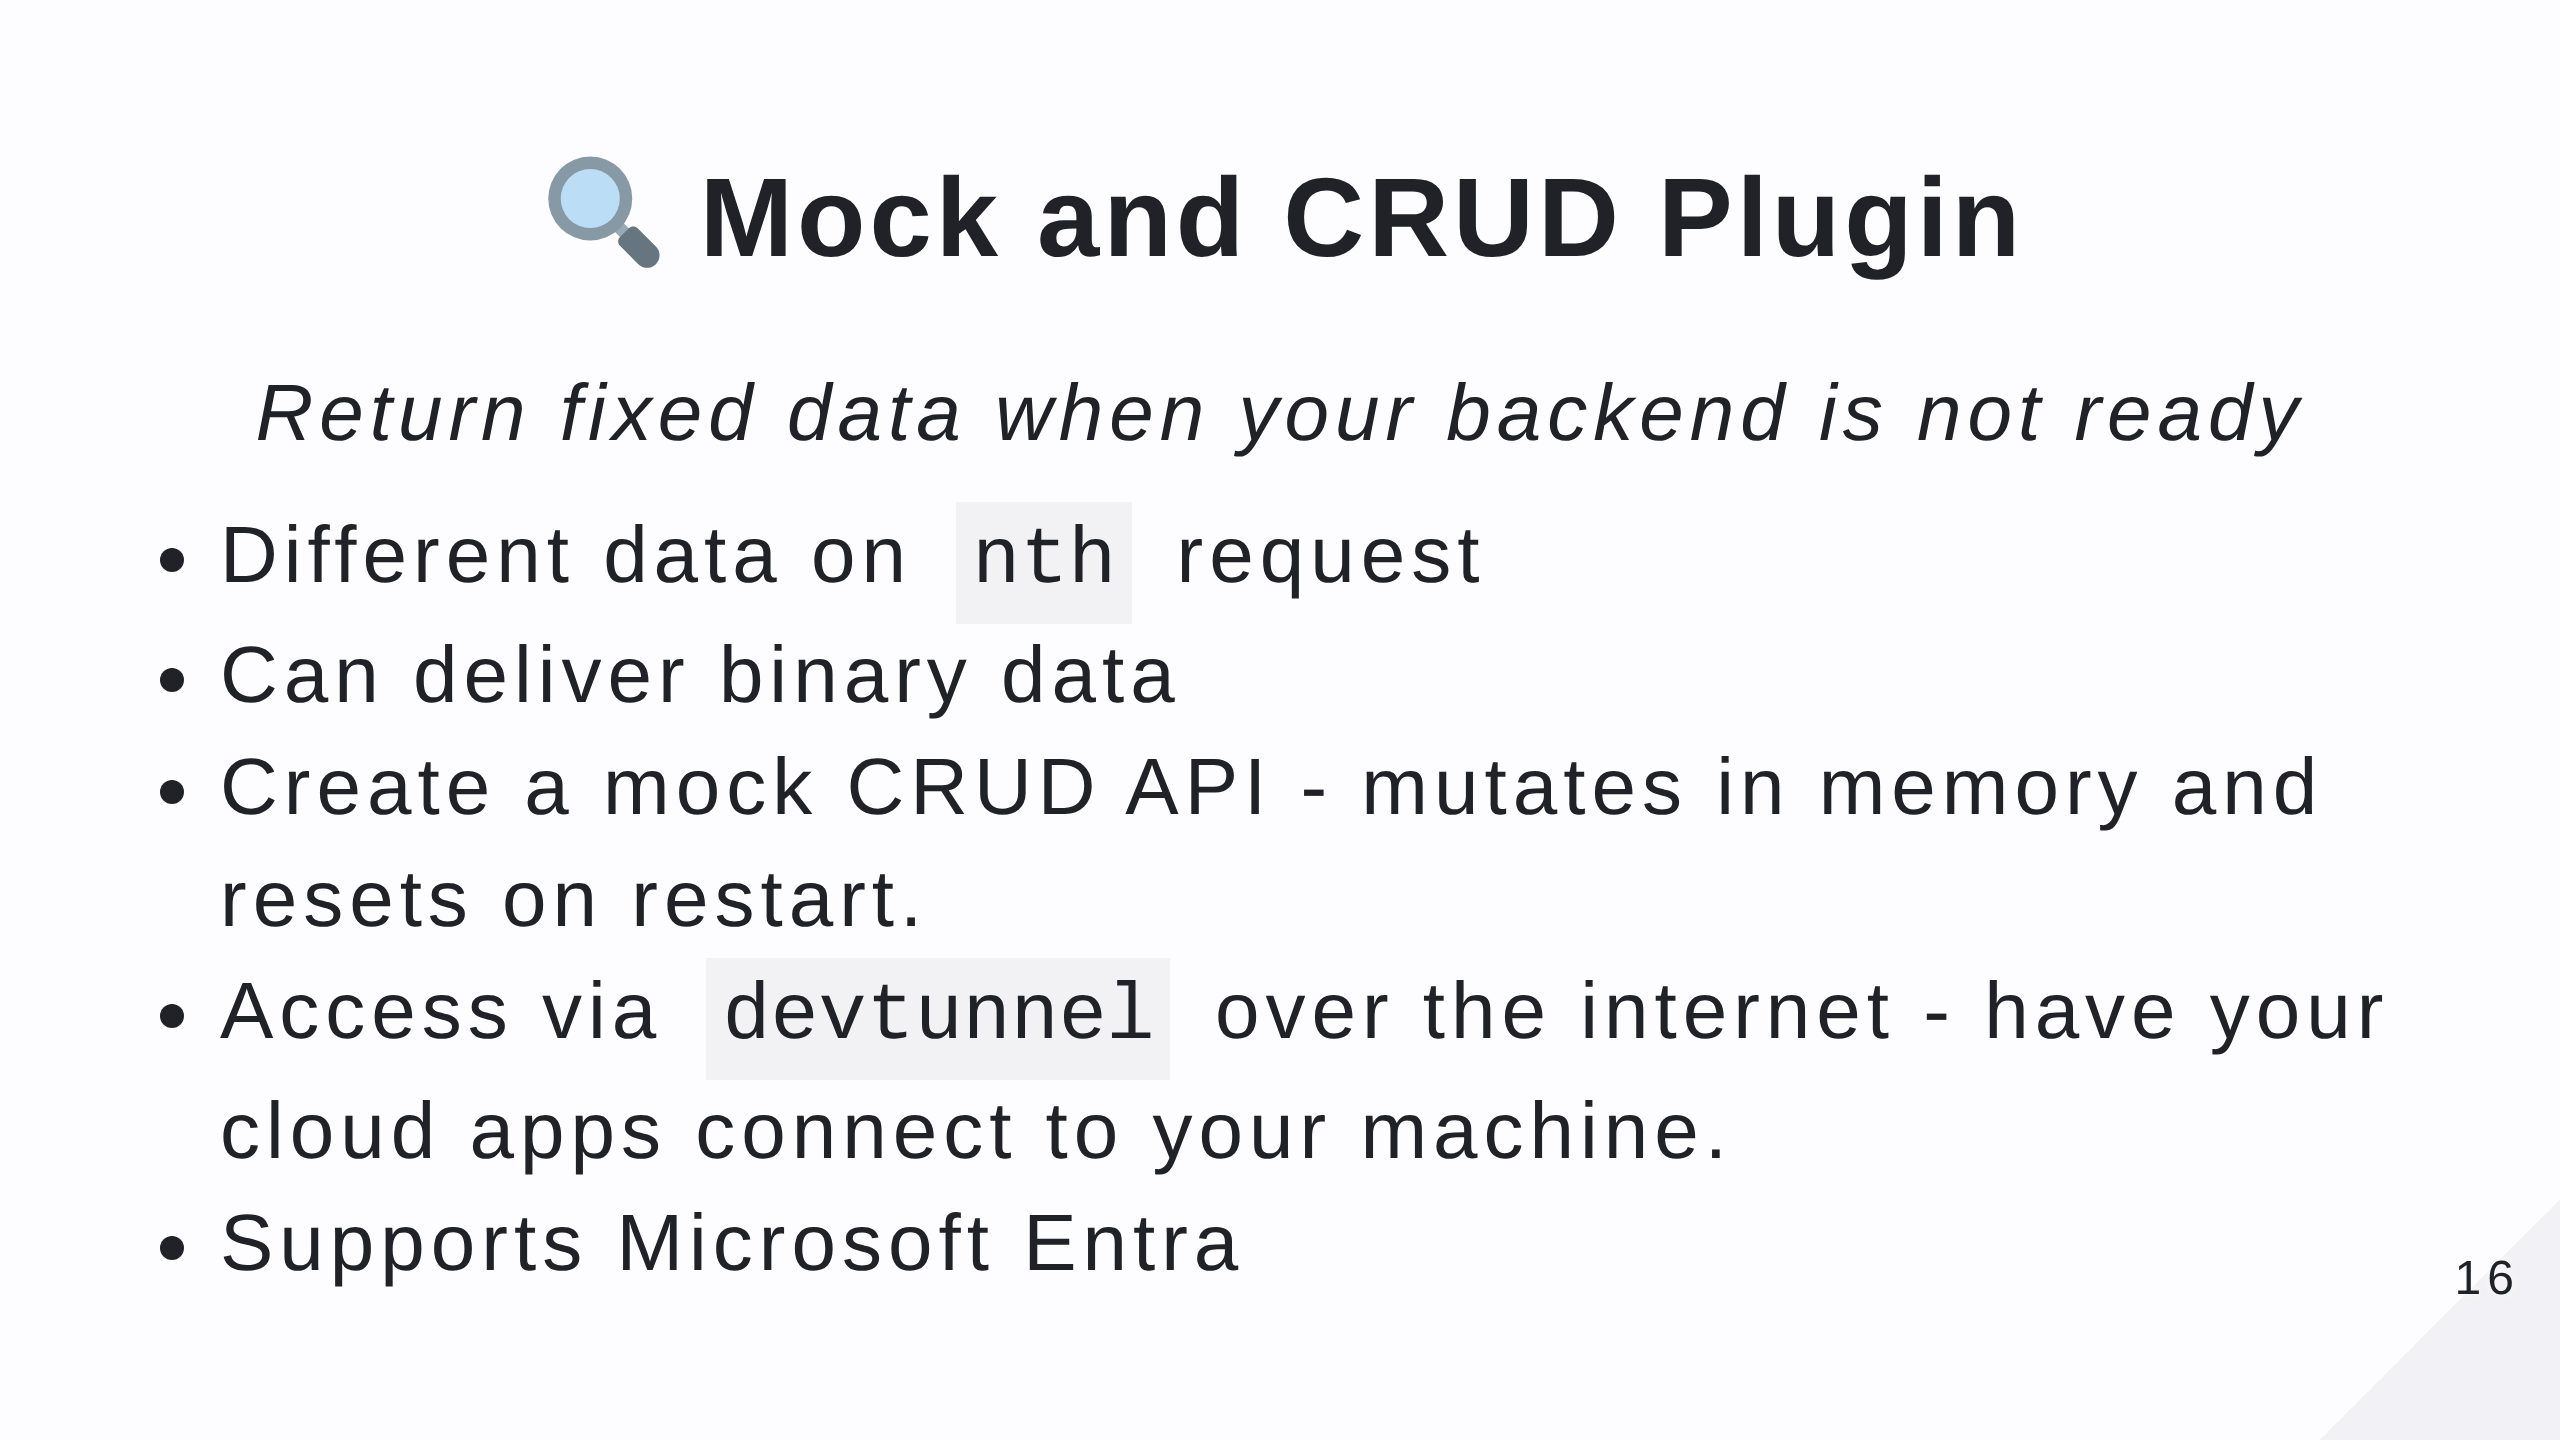 Mock and CRUD Plugin
Return fixed data when your backend is not ready
Different data on nth request
Can deliver binary data
Create a mock CRUD API - mutates in memory and
resets on restart.
Access via devtunnel over the internet - have your
cloud apps connect to your machine.
Supports Microsoft Entra
16